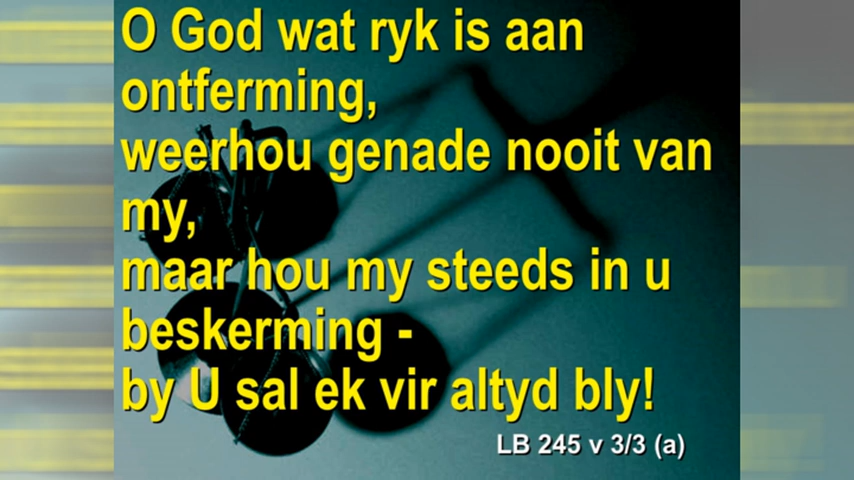 O God wat ryk is aan
ontferming,
weerhou genade nooit van
my,
maar hou my steeds in u
beskerming -
by U sal ek vir altyd bly!
LB 245 v 3/3 (a)